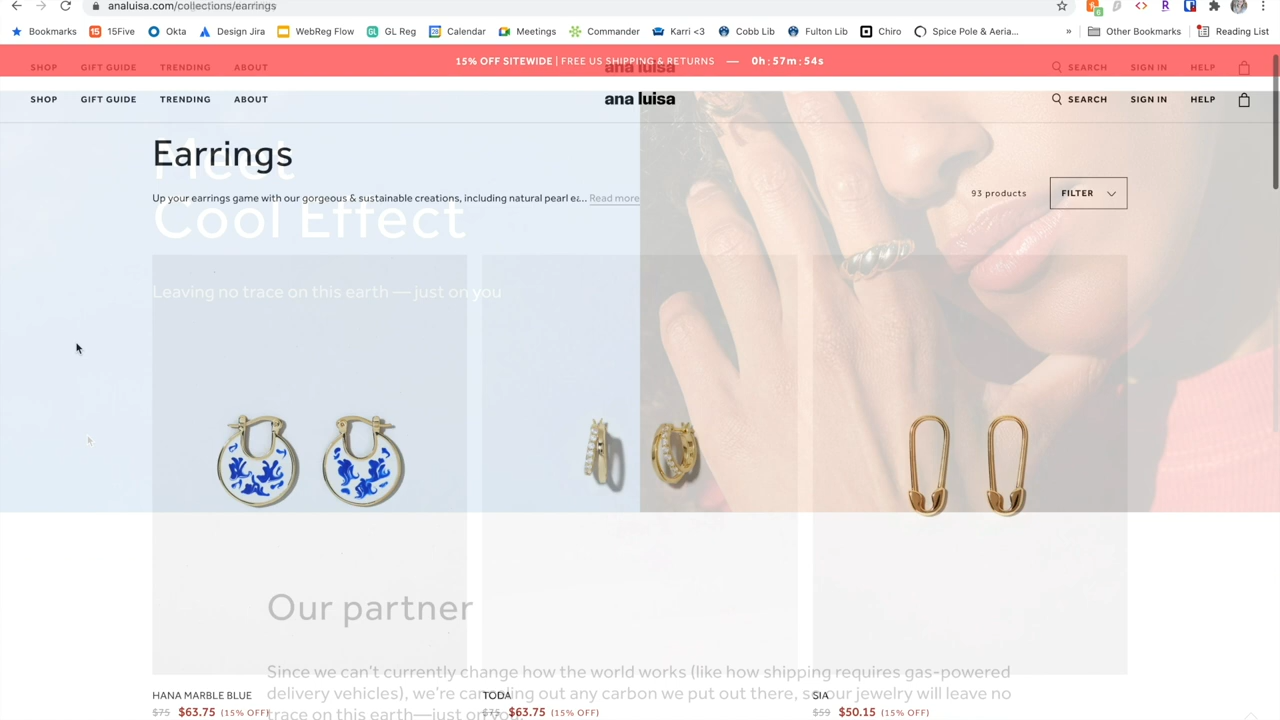 analuisa.com/collections/earrings
6
Bookmarks 15Five Okta Design Jira WebReg Flow GL Reg Calendar Meetings Commander Karri <3 Cobb Lib Fulton Lib Chiro Spice Pole & Aeria... » Other Bookmarks Reading List
15% OFF SITEWIDE | FREE US SHIPPING & RETURNS — 0h : 57m : 54s
SHOP GIFT GUIDE TRENDING ABOUT ana luisa SEARCH SIGN IN HELP
SHOP GIFT GUIDE TRENDING ABOUT ana luisa SEARCH SIGN IN HELP
Earrings
Meet
Cool Effect
Up your earrings game with our gorgeous & sustainable creations, including natural pearl ea... Read more
93 products FILTER
Leaving no trace on this earth — just on you
Our partner
Since we can't currently change how the world works (like how shipping requires gas-powered
delivery vehicles), we're canceling out any carbon we put out there, so our jewelry will leave no
trace on this earth—just on you.
HANA MARBLE BLUE TODA SIA
$75 $63.75 (15% OFF) $75 $63.75 (15% OFF) $59 $50.15 (15% OFF)